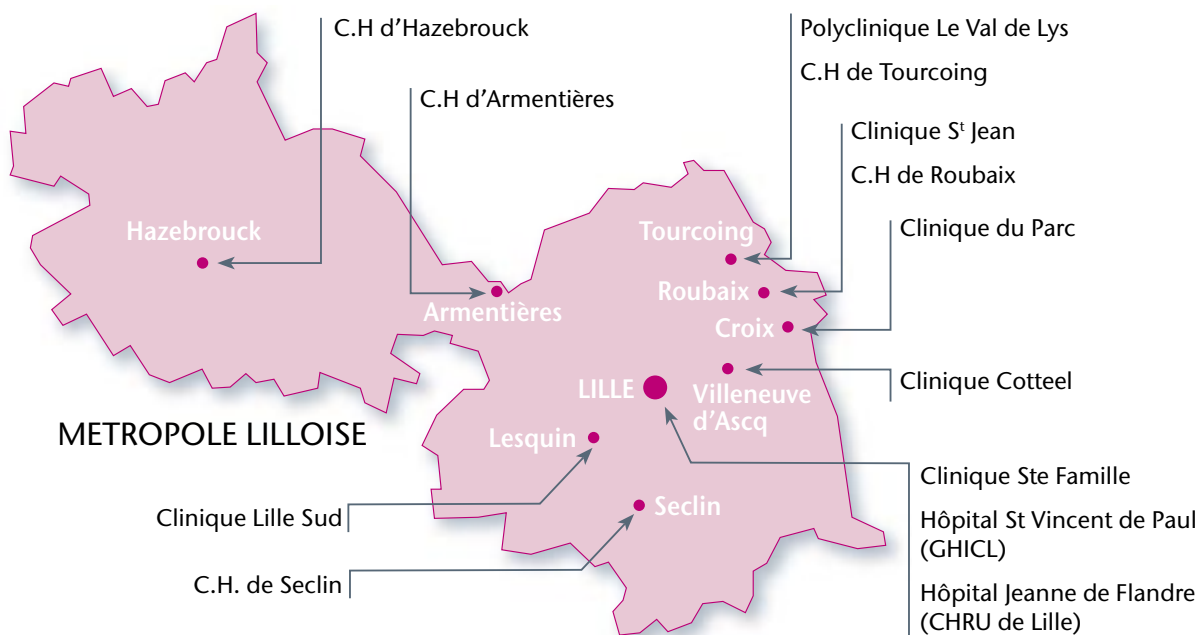 C.H d’Hazebrouck
Polyclinique Le Val de Lys
C.H de Tourcoing
C.H d’Armentières
Clinique Sᵗ Jean
C.H de Roubaix
Hazebrouck
Tourcoing
Clinique du Parc
Roubaix
Armentières
Croix
LILLE
Villeneuve
d’Ascq
Clinique Cotteel
METROPOLE LILLOISE
Lesquin
Clinique Ste Famille
Clinique Lille Sud
Seclin
Hôpital St Vincent de Paul
(GHICL)
C.H. de Seclin
Hôpital Jeanne de Flandre
(CHRU de Lille)